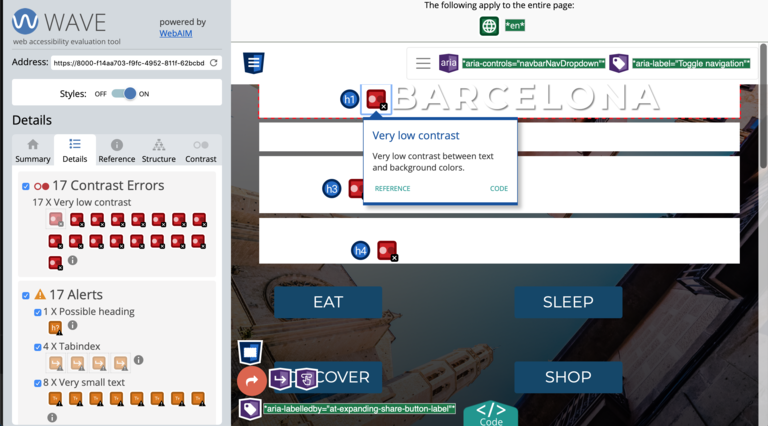 WAVE
web accessibility evaluation tool
powered by
WebAIM
Address: https://8000-f14aa703-f9fc-4952-811f-62bcbd
Styles: OFF ON
Details
Summary
Details
Reference
Structure
Contrast
17 Contrast Errors
17 X Very low contrast
17 Alerts
1 X Possible heading
h?
4 X Tabindex
8 X Very small text
The following apply to the entire page:
*en*
aria *aria-controls="navbarNavDropdown"* *aria-label="Toggle navigation"*
h1 BARCELONA
Very low contrast
Very low contrast between text
and background colors.
REFERENCE CODE
h3
h4
EAT SLEEP
COVER SHOP
*aria-labelledby="at-expanding-share-button-label"*
</>
Code